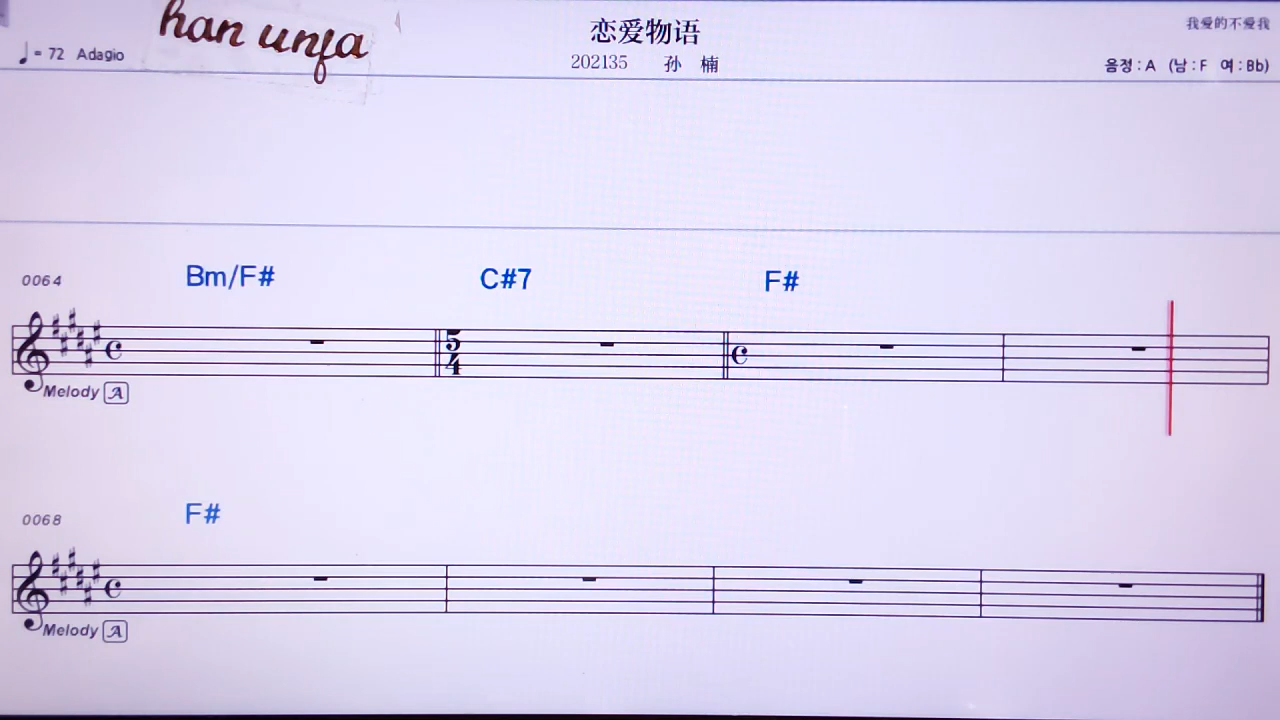 han unfa
恋爱物语
我爱的不爱我
♩= 72 Adagio
202135 孙 楠
음정 : A (남 : F 여 : Bb)
0064 Bm/F# C#7 F#
5
4
Melody A
0068 F#
Melody A